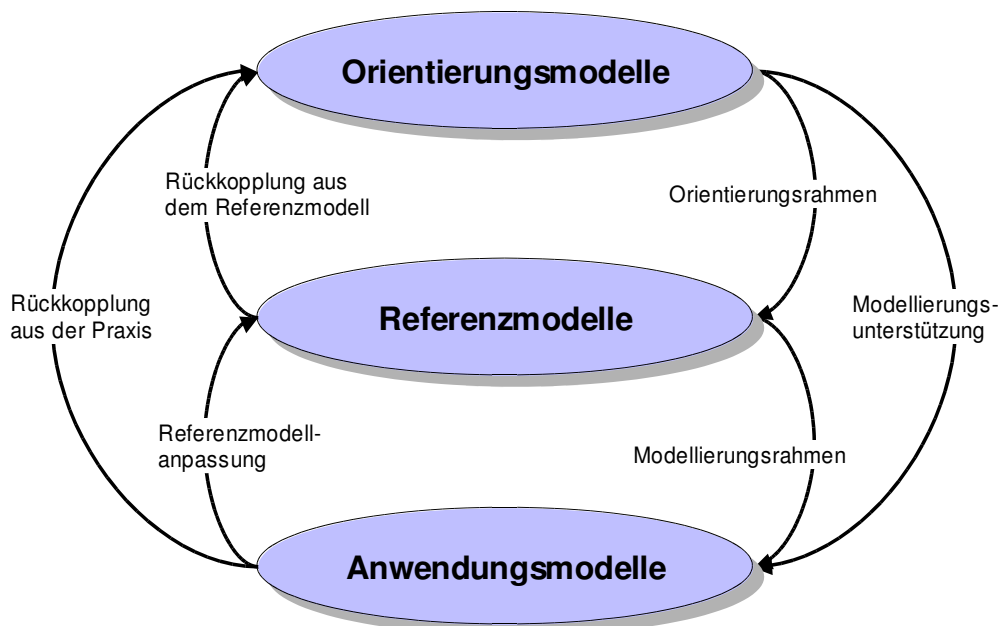 Orientierungsmodelle
Rückkopplung aus
dem Referenzmodell
Orientierungsrahmen
Rückkopplung
aus der Praxis
Referenzmodelle
Modellierungs-
unterstützung
Referenzmodell-
anpassung
Modellierungsrahmen
Anwendungsmodelle